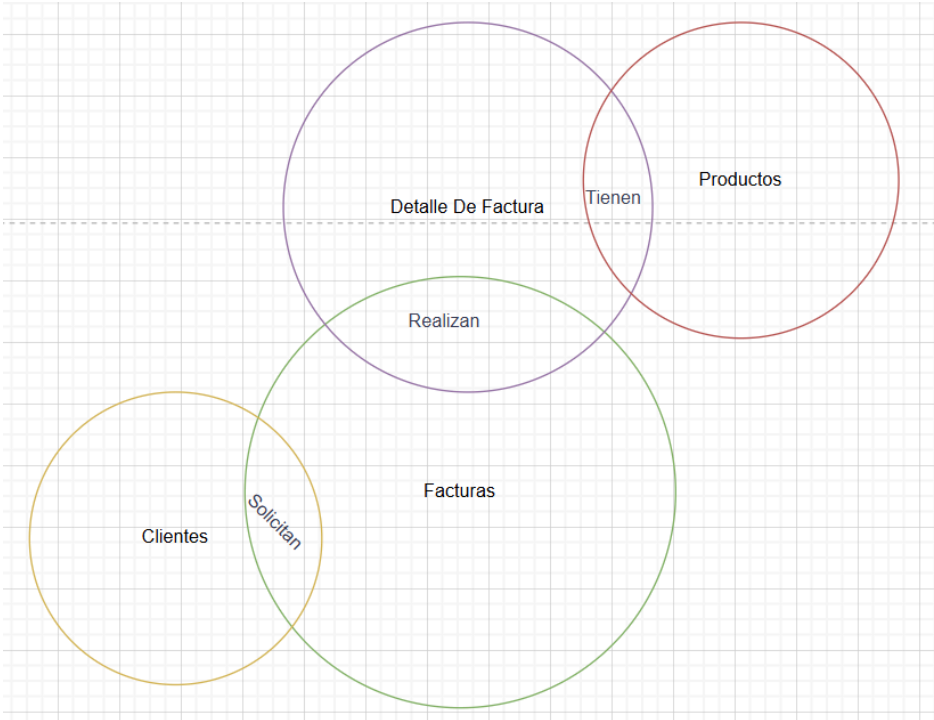 Productos
Tienen
Detalle De Factura
Realizan
Facturas
Solicitan
Clientes